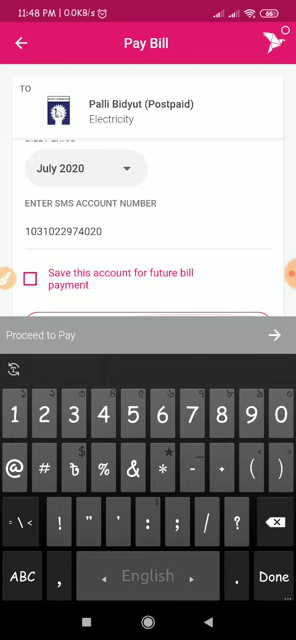 11:48 PM | 0.0KB/s
66
Pay Bill
TO
Palli Bidyut (Postpaid)
Electricity
July 2020
ENTER SMS ACCOUNT NUMBER
1031022974020
Save this account for future bill
payment
Proceed to Pay
1 2 3 4 5 6 7 8 9 0
@ # ৳ % & * - + ( )
= \ < ! " ' : ; / ?
ABC , English . Done